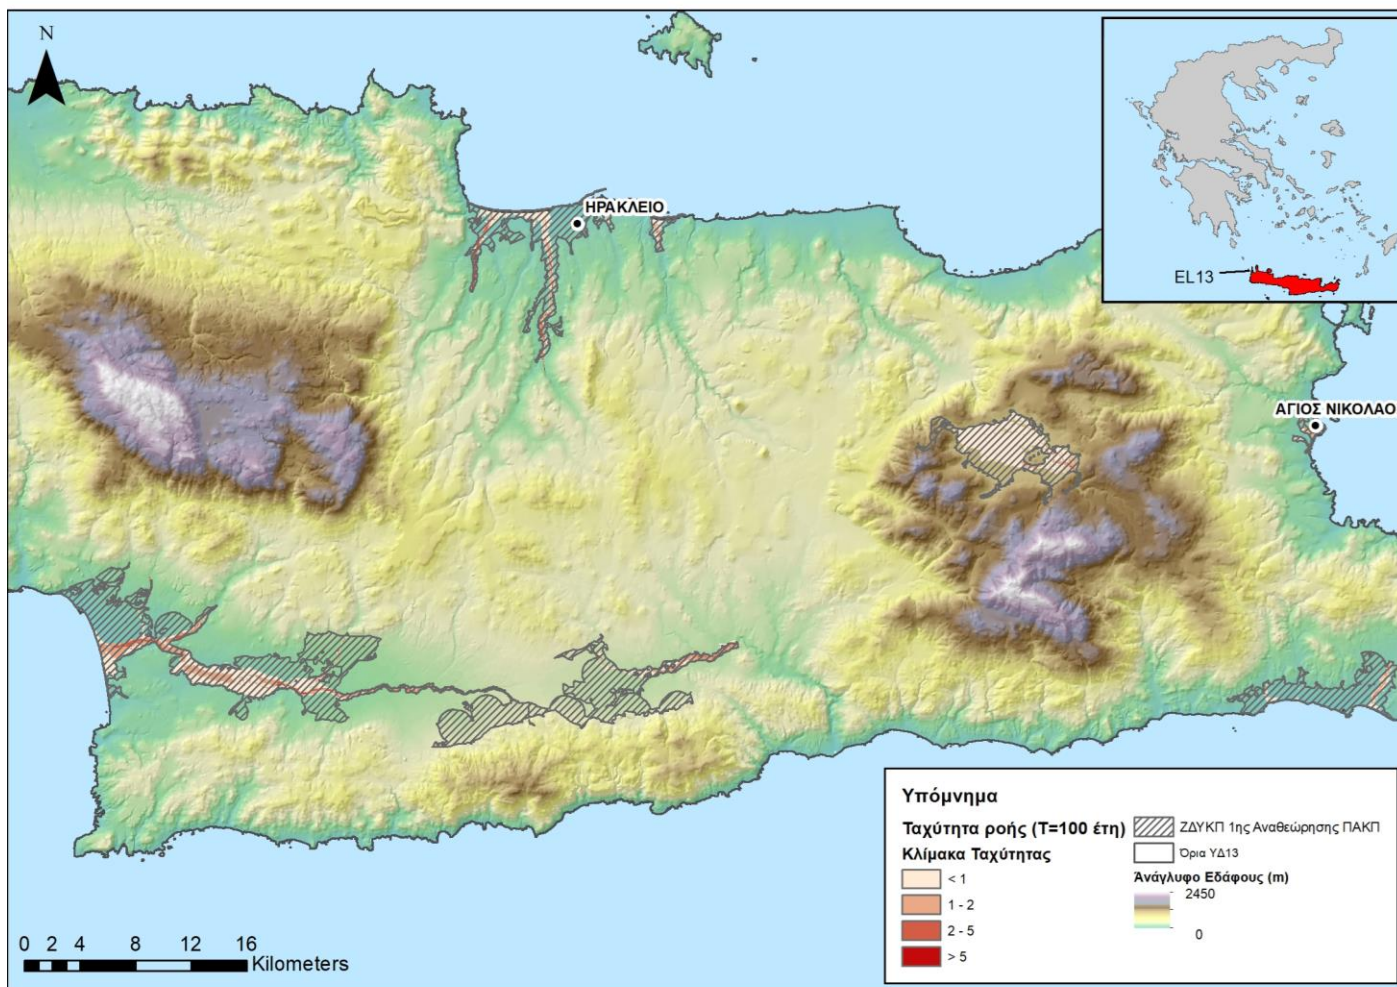 N
ΗΡΑΚΛΕΙΟ
EL13
ΑΓΙΟΣ ΝΙΚΟΛΑΟ
Υπόμνημα
Ταχύτητα ροής (Τ=100 έτη)
Κλίμακα Ταχύτητας
< 1
1 - 2
2 - 5
> 5
ΖΔΥΚΠ 1ης Αναθεώρησης ΠΑΚΠ
Όρια ΥΔ13
Άνάγλυφο Εδάφους (m)
2450
0
0 2 4 8 12 16
Kilometers